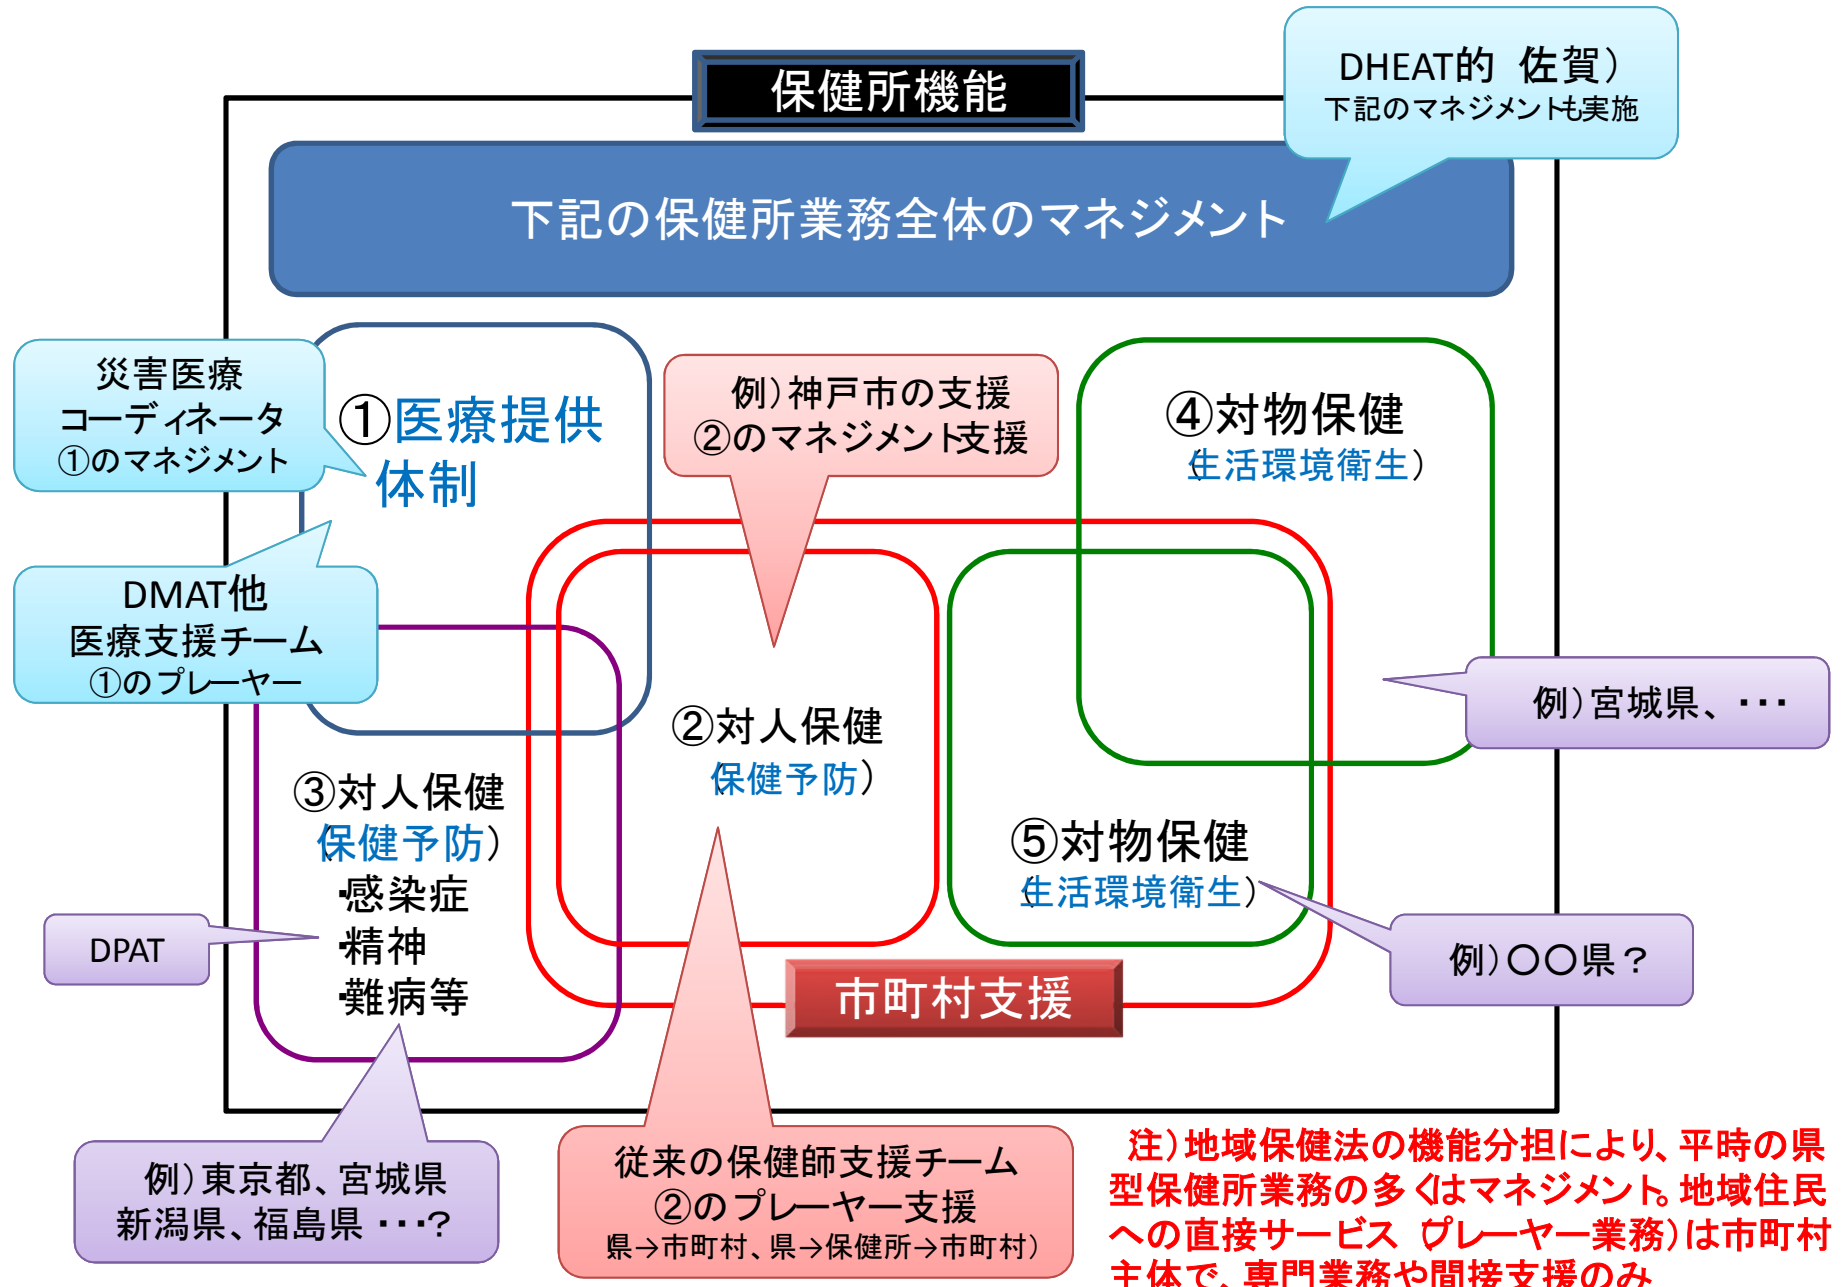 保健所機能
DHEAT的 佐賀)
下記のマネジメントも実施
下記の保健所業務全体のマネジメント
災害医療
コーディネータ
①のマネジメント
①医療提供
体制
例)神戸市の支援
②のマネジメント支援
④対物保健
(生活環境衛生)
DMAT他
医療支援チーム
①のプレーヤー
②対人保健
(保健予防)
例)宮城県、・・・
③対人保健
(保健予防)
・感染症
・精神
・難病等
⑤対物保健
(生活環境衛生)
DPAT
例)〇〇県?
市町村支援
例)東京都、宮城県
新潟県、福島県・・・?
従来の保健師支援チーム
②のプレーヤー支援
県→市町村、県→保健所→市町村)
注)地域保健法の機能分担により、平時の県
型保健所業務の多くはマネジメント。地域住民
への直接サービス(プレーヤー業務)は市町村
主体で、専門業務や間接支援のみ